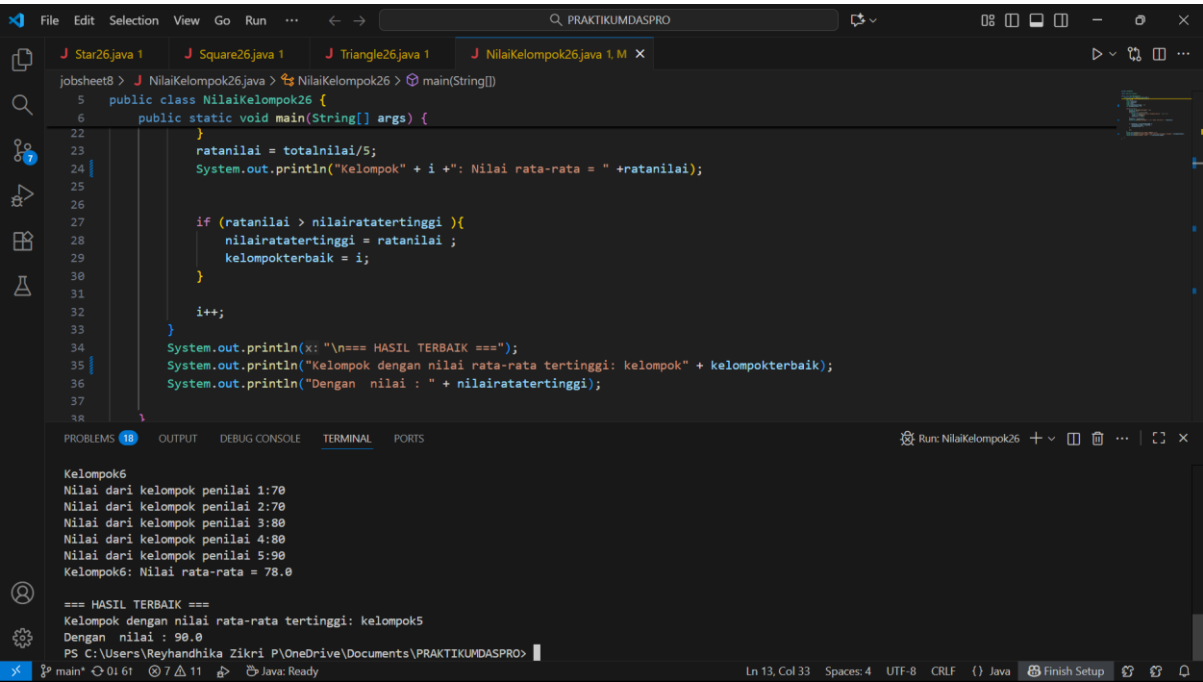 File Edit Selection View Go Run ··· ← → PRAKTIKUMDASPRO
J Star26.java 1 J Square26.java 1 J Triangle26.java 1 J NilaiKelompok26.java 1, M ×
jobsheet8 > J NilaiKelompok26.java > NilaiKelompok26 > main(String[])
5 public class NilaiKelompok26 {
6 public static void main(String[] args) {
22 }
23 ratanilai = totalnilai/5;
24 System.out.println("Kelompok" + i +": Nilai rata-rata = " +ratanilai);
25
26
27 if (ratanilai > nilairatatertinggi ){
28 nilairatatertinggi = ratanilai ;
29 kelompokterbaik = i;
30 }
31
32 i++;
33 }
34 System.out.println(x: "\n=== HASIL TERBAIK ===");
35 System.out.println("Kelompok dengan nilai rata-rata tertinggi: kelompok" + kelompokterbaik);
36 System.out.println("Dengan  nilai : " + nilairatatertinggi);
37
38 }
PROBLEMS 18 OUTPUT DEBUG CONSOLE TERMINAL PORTS Run: NilaiKelompok26
Kelompok6
Nilai dari kelompok penilai 1:70
Nilai dari kelompok penilai 2:70
Nilai dari kelompok penilai 3:80
Nilai dari kelompok penilai 4:80
Nilai dari kelompok penilai 5:90
Kelompok6: Nilai rata-rata = 78.0
=== HASIL TERBAIK ===
Kelompok dengan nilai rata-rata tertinggi: kelompok5
Dengan  nilai : 90.0
PS C:\Users\Reyhandhika Zikri P\OneDrive\Documents\PRAKTIKUMDASPRO>
7
main* 0↓ 6↑ 7 11 Java: Ready Ln 13, Col 33 Spaces: 4 UTF-8 CRLF {} Java Finish Setup